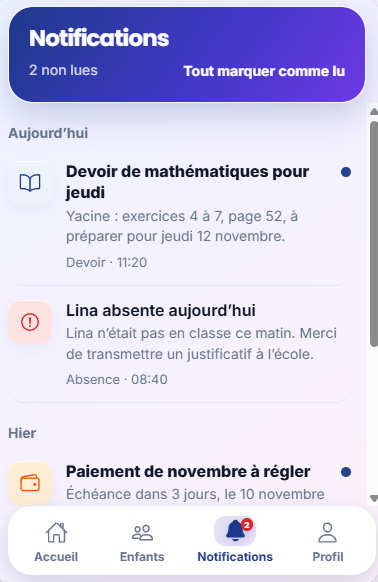 Notifications
2 non lues
Tout marquer comme lu
Aujourd’hui
Devoir de mathématiques pour
jeudi
Yacine : exercices 4 à 7, page 52, à
préparer pour jeudi 12 novembre.
Devoir · 11:20
Lina absente aujourd’hui
Lina n’était pas en classe ce matin. Merci
de transmettre un justificatif à l’école.
Absence · 08:40
Hier
Paiement de novembre à régler
Échéance dans 3 jours, le 10 novembre
2
Accueil
Enfants
Notifications
Profil